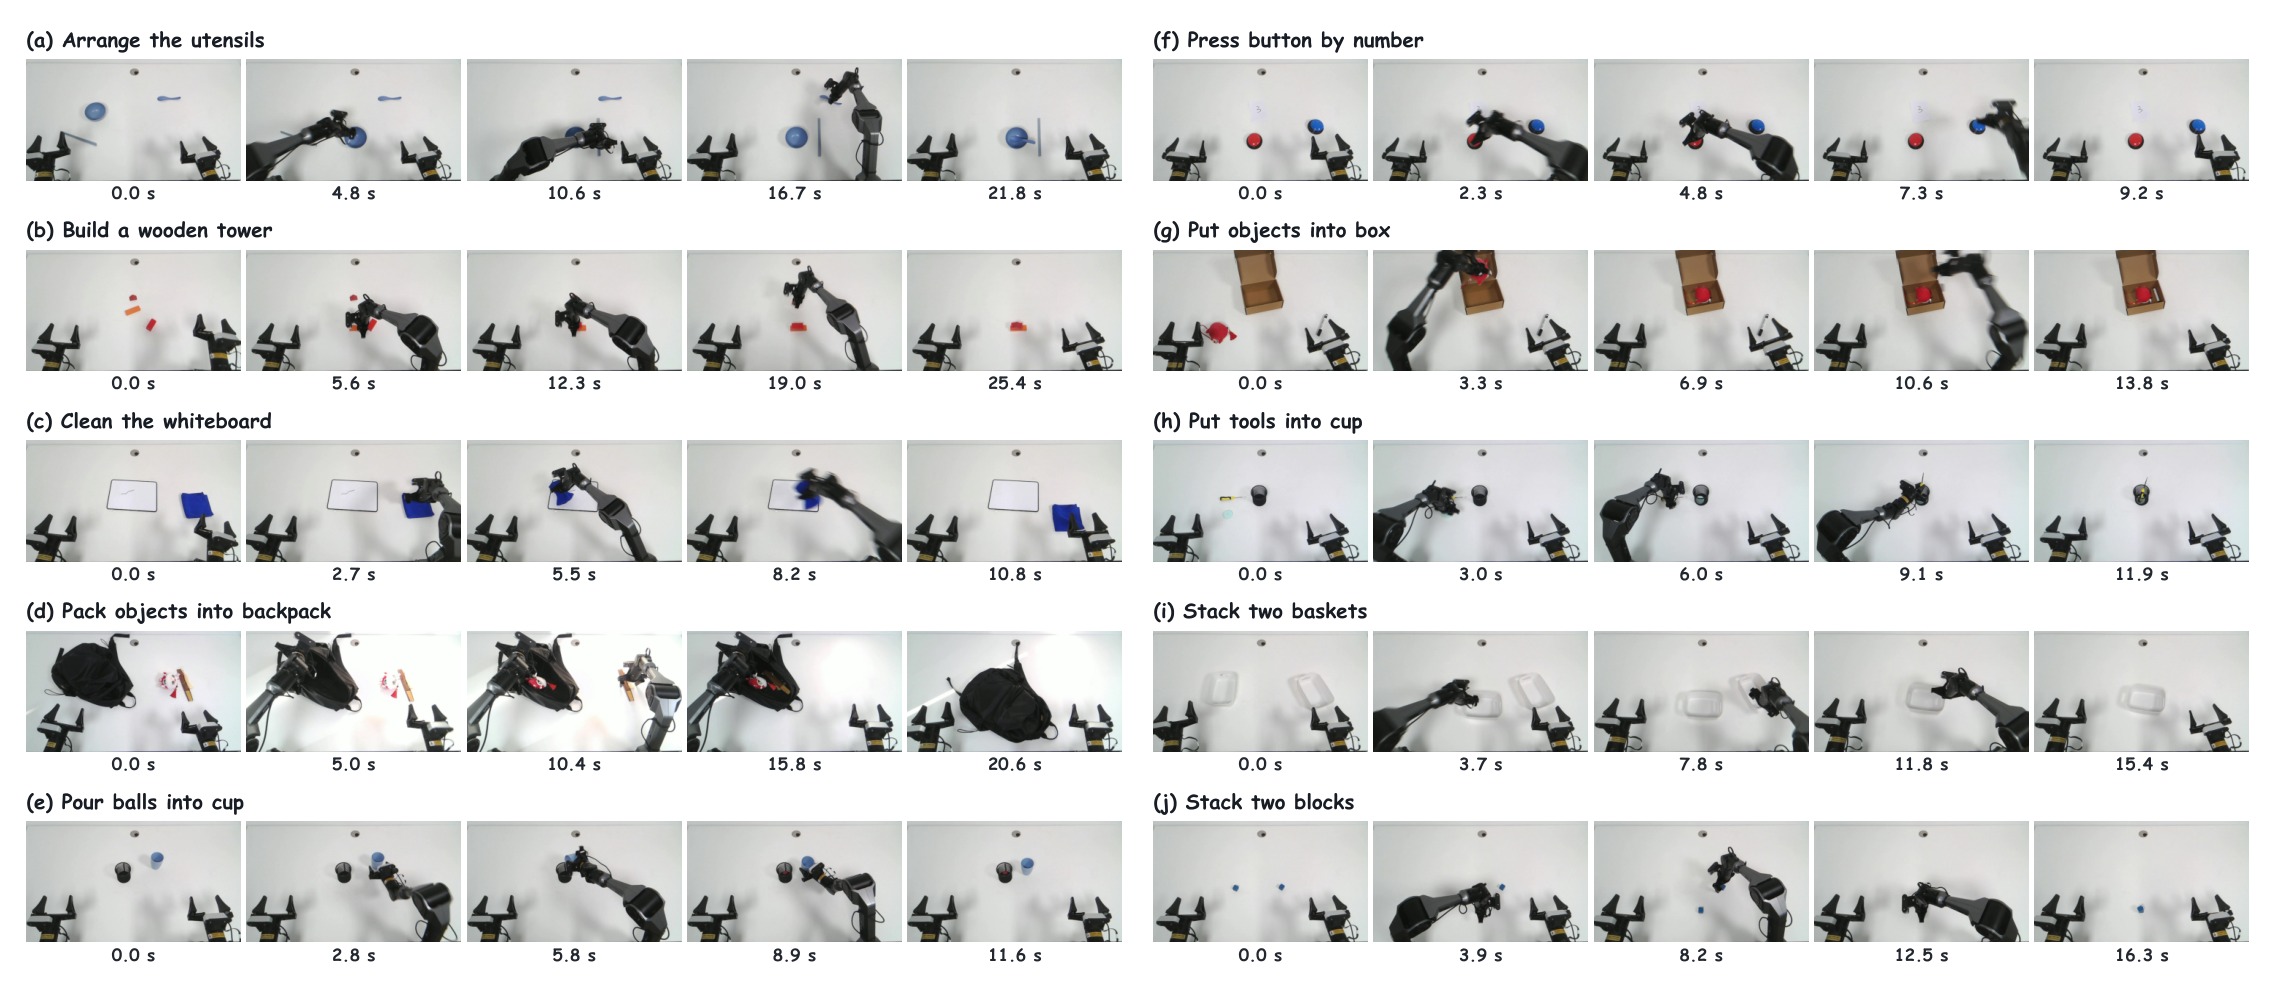 (a) Arrange the utensils
0.0 s 4.8 s 10.6 s 16.7 s 21.8 s
(b) Build a wooden tower
0.0 s 5.6 s 12.3 s 19.0 s 25.4 s
(c) Clean the whiteboard
0.0 s 2.7 s 5.5 s 8.2 s 10.8 s
(d) Pack objects into backpack
0.0 s 5.0 s 10.4 s 15.8 s 20.6 s
(e) Pour balls into cup
0.0 s 2.8 s 5.8 s 8.9 s 11.6 s
(f) Press button by number
3
3
3
0.0 s 2.3 s 4.8 s 7.3 s 9.2 s
(g) Put objects into box
0.0 s 3.3 s 6.9 s 10.6 s 13.8 s
(h) Put tools into cup
0.0 s 3.0 s 6.0 s 9.1 s 11.9 s
(i) Stack two baskets
0.0 s 3.7 s 7.8 s 11.8 s 15.4 s
(j) Stack two blocks
0.0 s 3.9 s 8.2 s 12.5 s 16.3 s